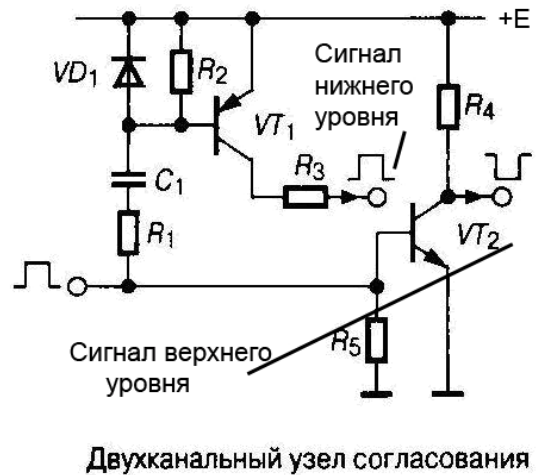 +E
VD1
R2
VT1
Сигнал
нижнего
уровня
R4
R3
C1
R1
VT2
R5
Сигнал верхнего
уровня
Двухканальный узел согласования